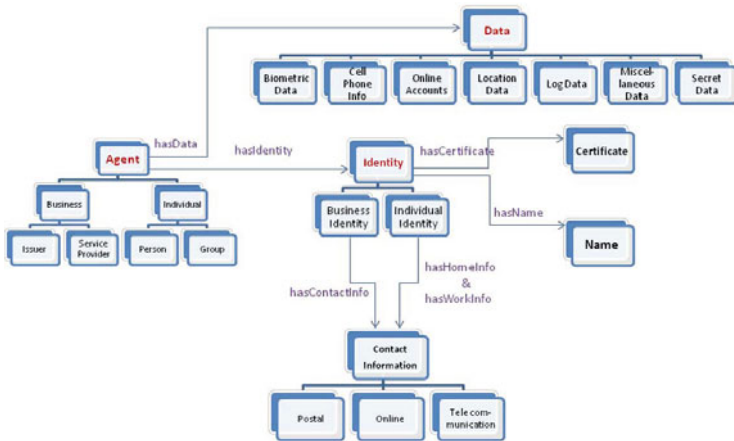 Data
Biometric
Data
Cell
Phone
Info
Online
Accounts
Location
Data
Log Data
Miscel-
laneous
Data
Secret
Data
hasData
Agent
hasIdentity
Identity
hasCertificate
Certificate
hasName
Name
Business
Individual
Issuer
Service
Provider
Person
Group
Business
Identity
Individual
Identity
hasContactInfo
hasHomeInfo
&
hasWorkInfo
Contact
Information
Postal
Online
Telecom-
munication